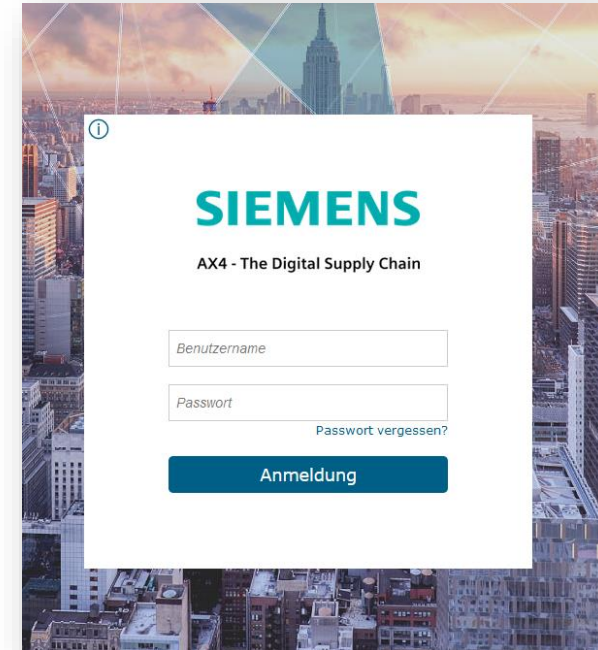 SIEMENS
AX4 - The Digital Supply Chain
Benutzername
Passwort
Passwort vergessen?
Anmeldung